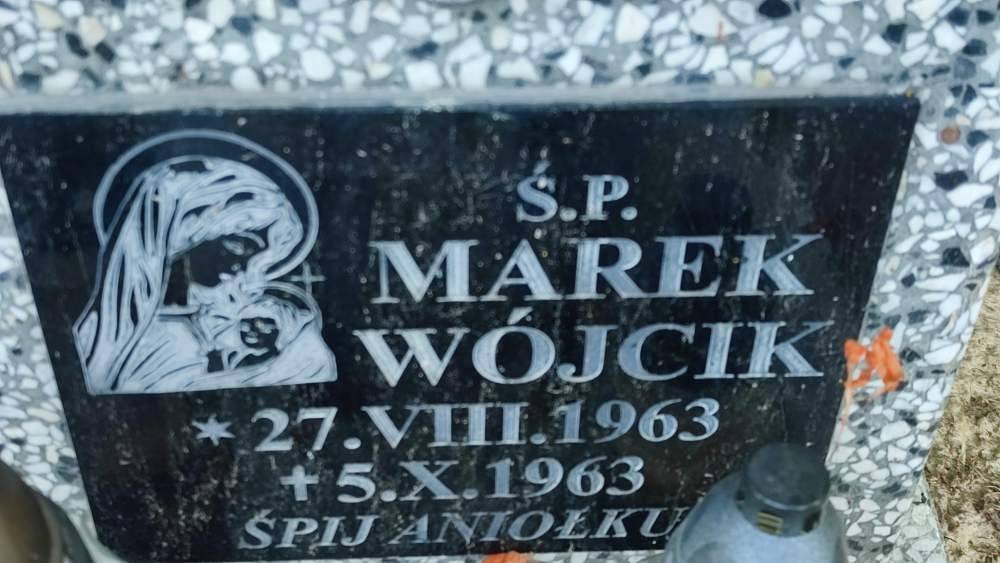 Ś.P.
MAREK
WÓJCIK
* 27.VIII.1963
+ 5.X.1963
ŚPIJ ANIOŁKU